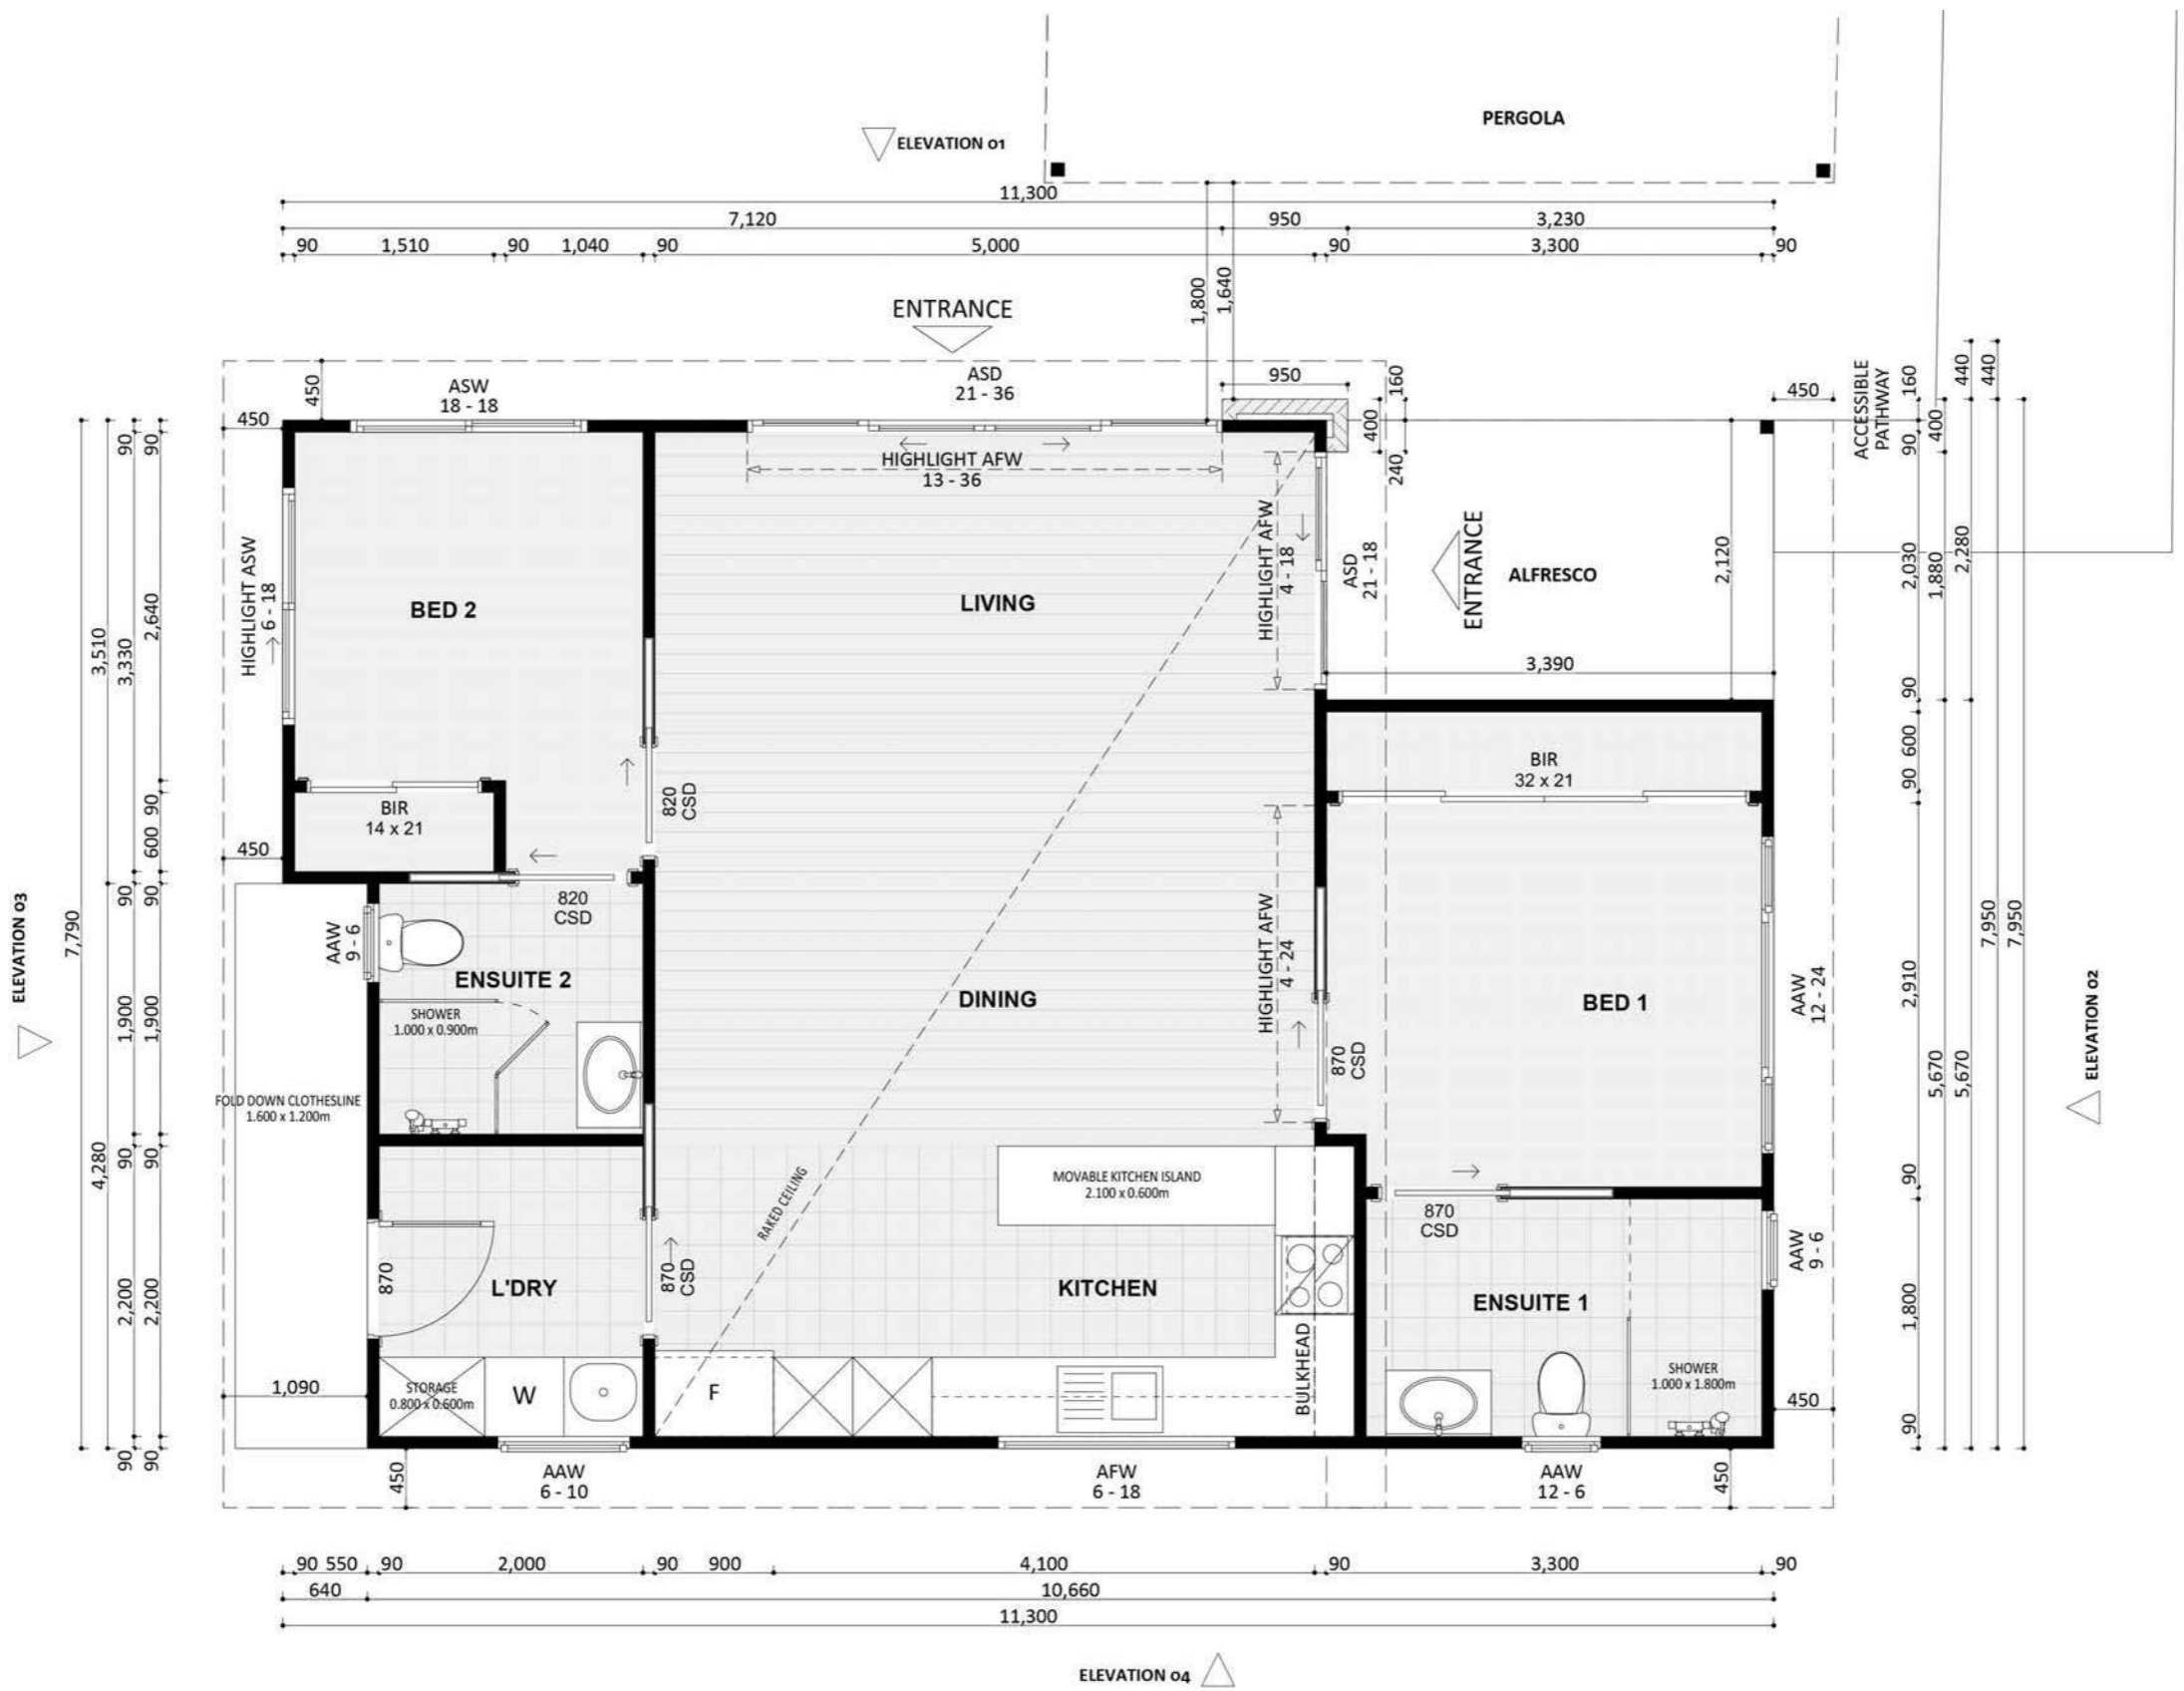 PERGOLA
ELEVATION 01
11,300
7,120
950
3,230
90
1,510
90
1,040
90
5,000
90
3,300
90
1,800
1,640
ENTRANCE
450
ASW
18 - 18
ASD
21 - 36
950
160
400
240
450
ACCESSIBLE
PATHWAY
160
440
440
400
90
450
HIGHLIGHT AFW
13 - 36
HIGHLIGHT AFW
4 - 18
ASD
21 - 18
ENTRANCE
ALFRESCO
2,120
3,390
HIGHLIGHT ASW
6 - 18
BED 2
LIVING
90
90
2,640
3,330
3,510
2,030
1,880
2,280
90
600
90
BIR
14 x 21
820
CSD
BIR
32 x 21
450
90
600
90
90
820
CSD
AAW
9 - 6
ENSUITE 2
SHOWER
1.000 x 0.900m
DINING
HIGHLIGHT AFW
4 - 24
870
CSD
BED 1
AAW
12 - 24
2,910
7,950
7,950
5,670
5,670
ELEVATION 02
ELEVATION 03
7,790
1,900
1,900
4,280
FOLD DOWN CLOTHESLINE
1.600 x 1.200m
90
90
MOVABLE KITCHEN ISLAND
2.100 x 0.600m
RAKED CEILING
870
CSD
90
AAW
9 - 6
870
L'DRY
870
CSD
KITCHEN
ENSUITE 1
2,200
2,200
1,800
BULKHEAD
1,090
STORAGE
0.800 x 0.600m
W
F
SHOWER
1.000 x 1.800m
450
90
90
90
450
AAW
6 - 10
AFW
6 - 18
AAW
12 - 6
450
90
550
90
2,000
90
900
4,100
90
3,300
90
640
10,660
11,300
ELEVATION 04